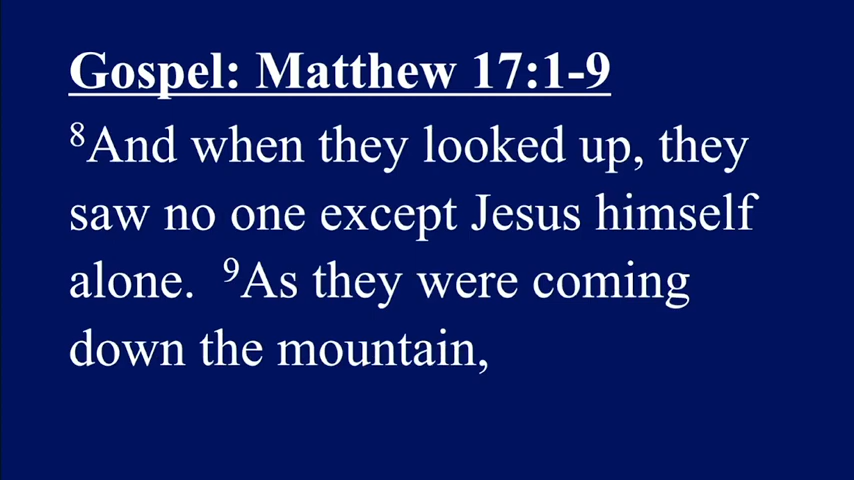 Gospel: Matthew 17:1-9
⁸And when they looked up, they
saw no one except Jesus himself
alone. ⁹As they were coming
down the mountain,